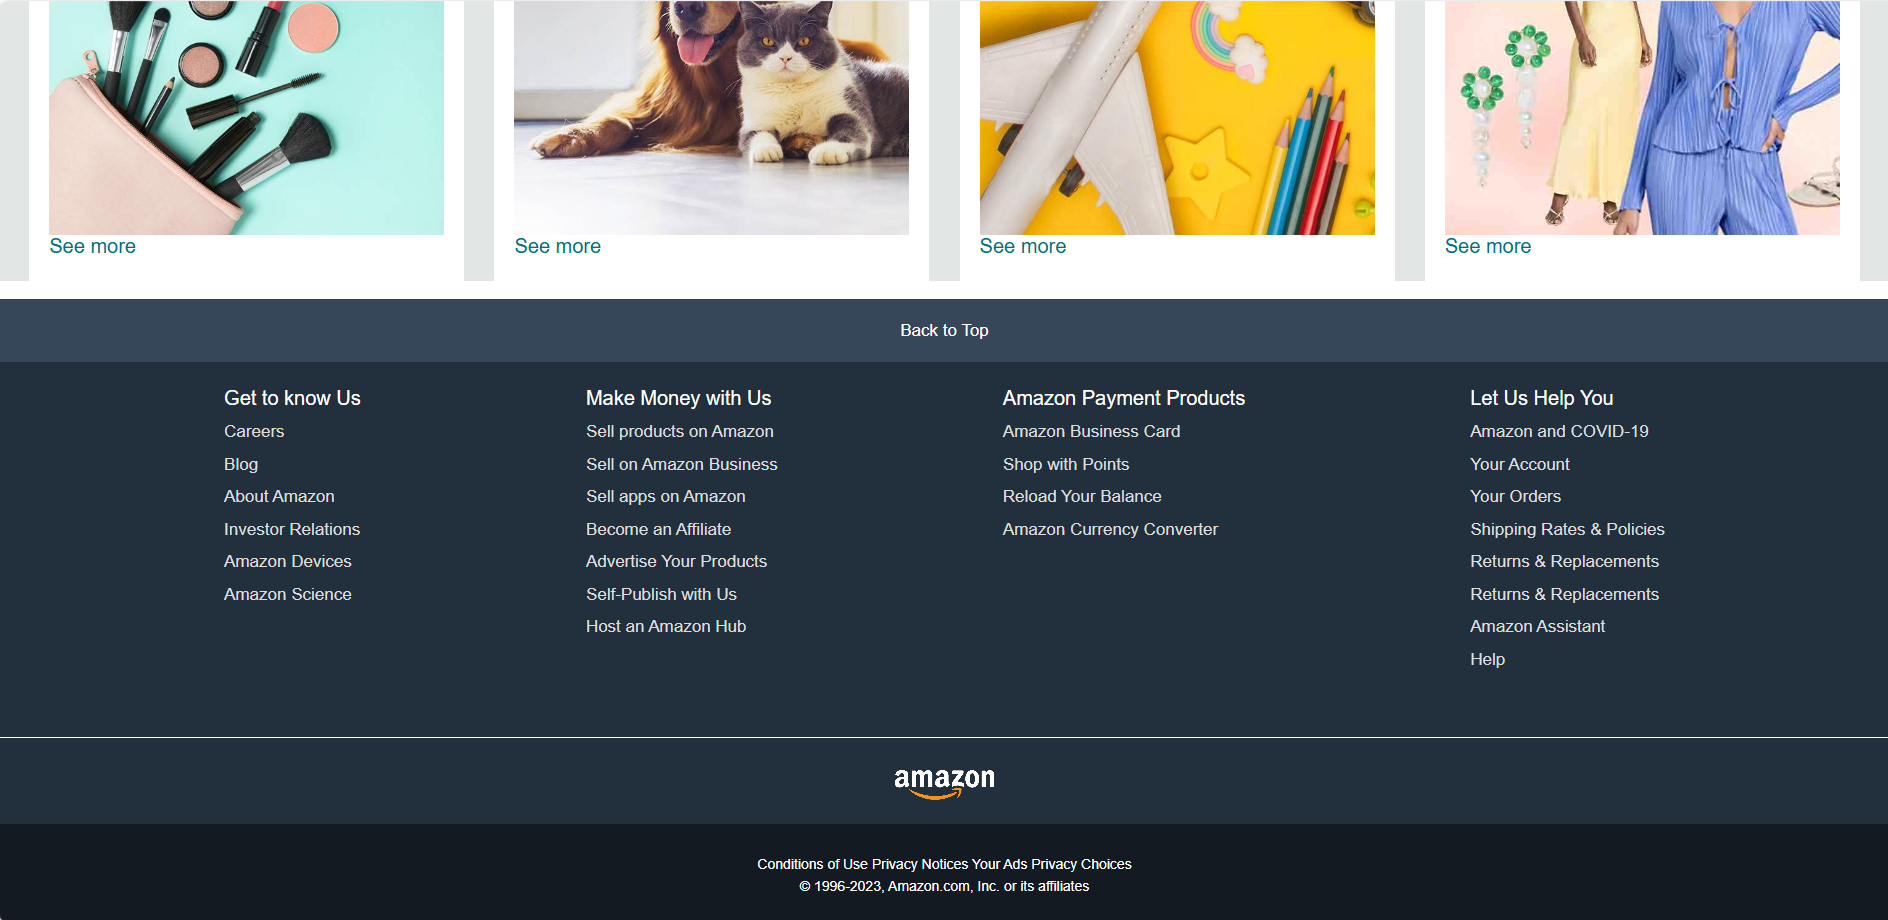 See more
See more
See more
See more
Back to Top
Get to know Us
Careers
Blog
About Amazon
Investor Relations
Amazon Devices
Amazon Science
Make Money with Us
Sell products on Amazon
Sell on Amazon Business
Sell apps on Amazon
Become an Affiliate
Advertise Your Products
Self-Publish with Us
Host an Amazon Hub
Amazon Payment Products
Amazon Business Card
Shop with Points
Reload Your Balance
Amazon Currency Converter
Let Us Help You
Amazon and COVID-19
Your Account
Your Orders
Shipping Rates & Policies
Returns & Replacements
Returns & Replacements
Amazon Assistant
Help
amazon
Conditions of Use Privacy Notices Your Ads Privacy Choices
© 1996-2023, Amazon.com, Inc. or its affiliates